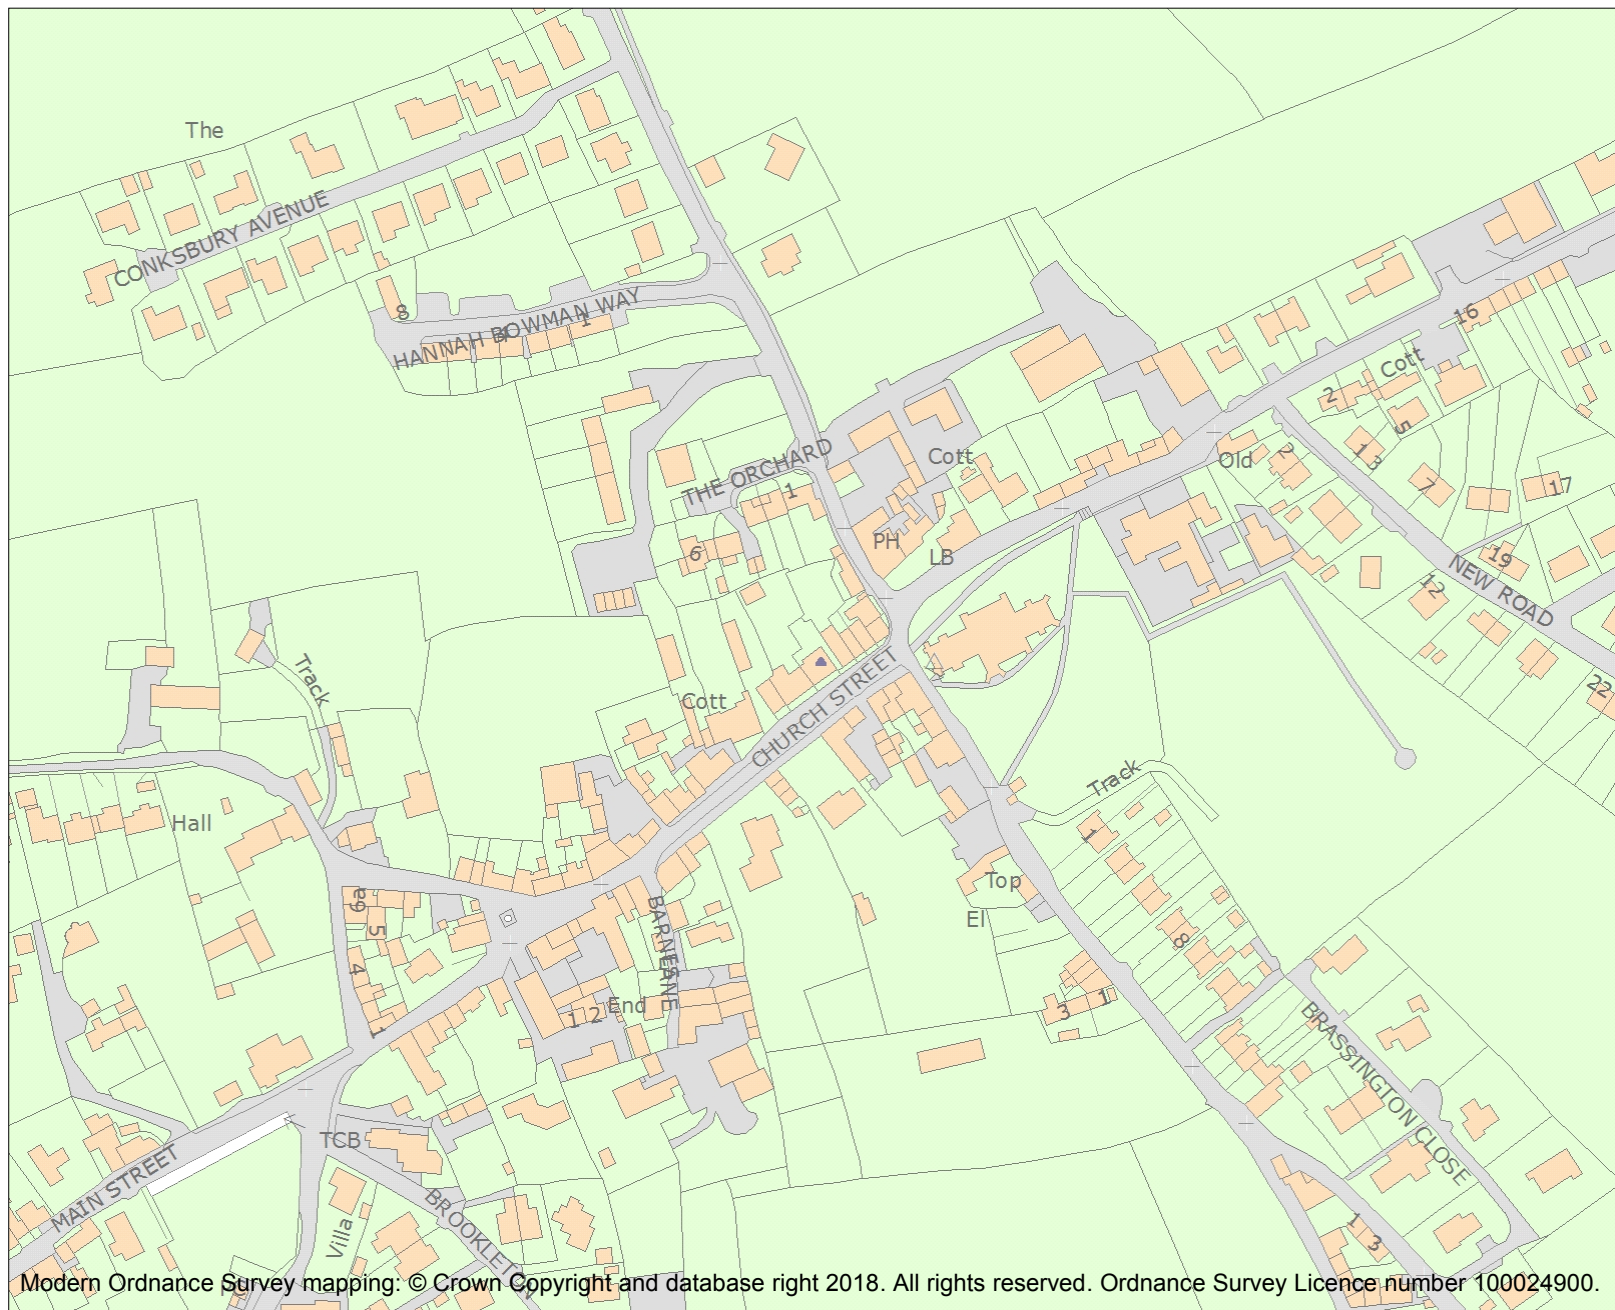 The
CONKSBURY AVENUE
8
HANNAH BOWMAN WAY
1
THE ORCHARD
1
6
Cott
PH
LB
Old
2
Cott
16
2
5
1 3
7
17
19
12
NEW ROAD
22
Track
Cott
CHURCH STREET
Hall
Track
1
8
Top
El
9a
5
4
1
BARNES
LANE
End
1 2
3
1
BRASSINGTON CLOSE
TCB
MAIN STREET
Villa
BROOKLETON
1
3
Modern Ordnance Survey mapping: © Crown Copyright and database right 2018. All rights reserved. Ordnance Survey Licence number 100024900.